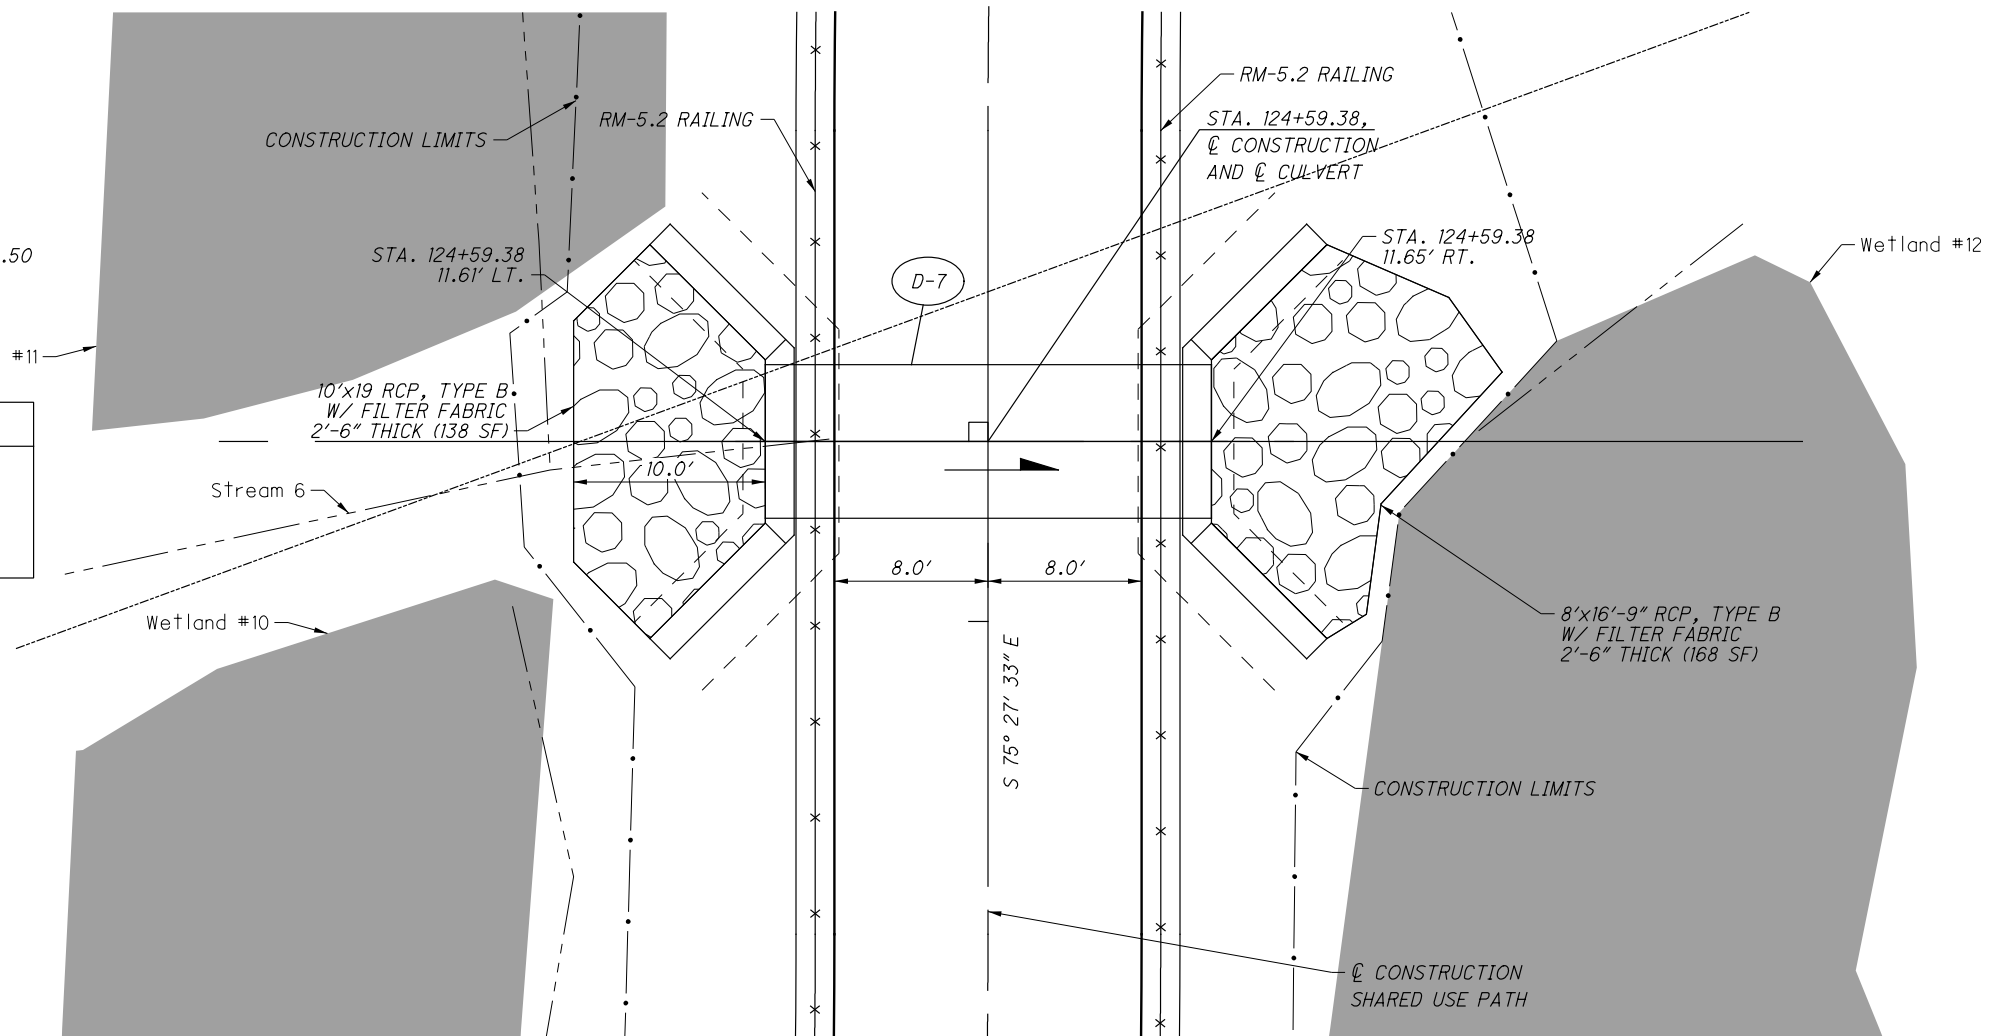 RM-5.2 RAILING
RM-5.2 RAILING
CONSTRUCTION LIMITS
STA. 124+59.38,
℄ CONSTRUCTION
AND ℄ CULVERT
STA. 124+59.38
11.61' LT.
STA. 124+59.38
11.65' RT.
Wetland #12
.50
D-7
#11
10'x19 RCP, TYPE B
W/ FILTER FABRIC
2'-6" THICK (138 SF)
10.0'
Stream 6
8.0'
8.0'
Wetland #10
8'x16'-9" RCP, TYPE B
W/ FILTER FABRIC
2'-6" THICK (168 SF)
S 75° 27' 33" E
CONSTRUCTION LIMITS
℄ CONSTRUCTION
SHARED USE PATH